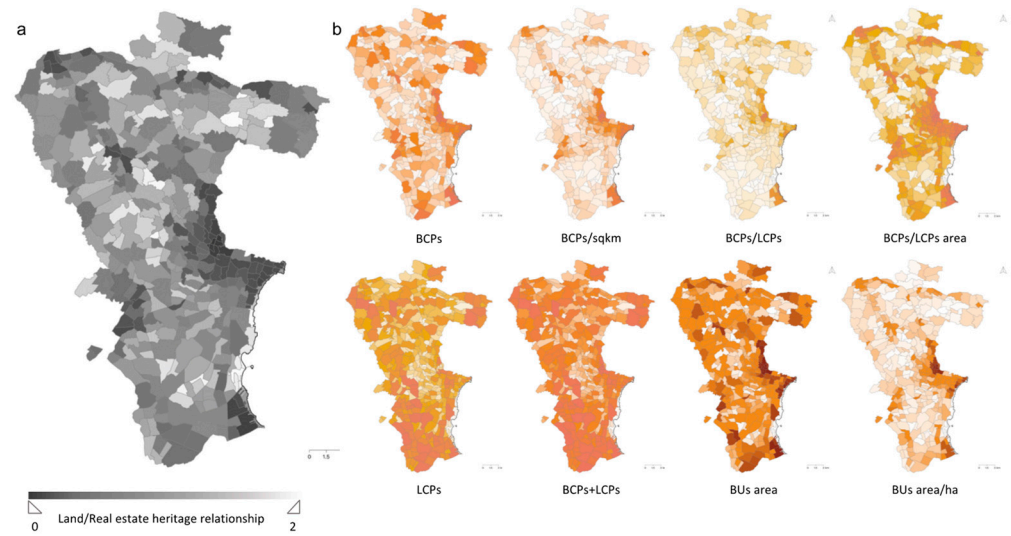 a
b
BCPs
BCPs/sqkm
BCPs/LCPs
BCPs/LCPs area
LCPs
BCPs+LCPs
BUs area
BUs area/ha
0 1.5
Land/Real estate heritage relationship
0
2